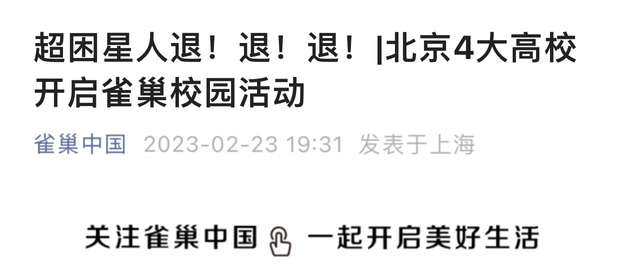 超困星人退！退！退！|北京4大高校
开启雀巢校园活动
雀巢中国 2023-02-23 19:31 发表于上海
关注雀巢中国 一起开启美好生活